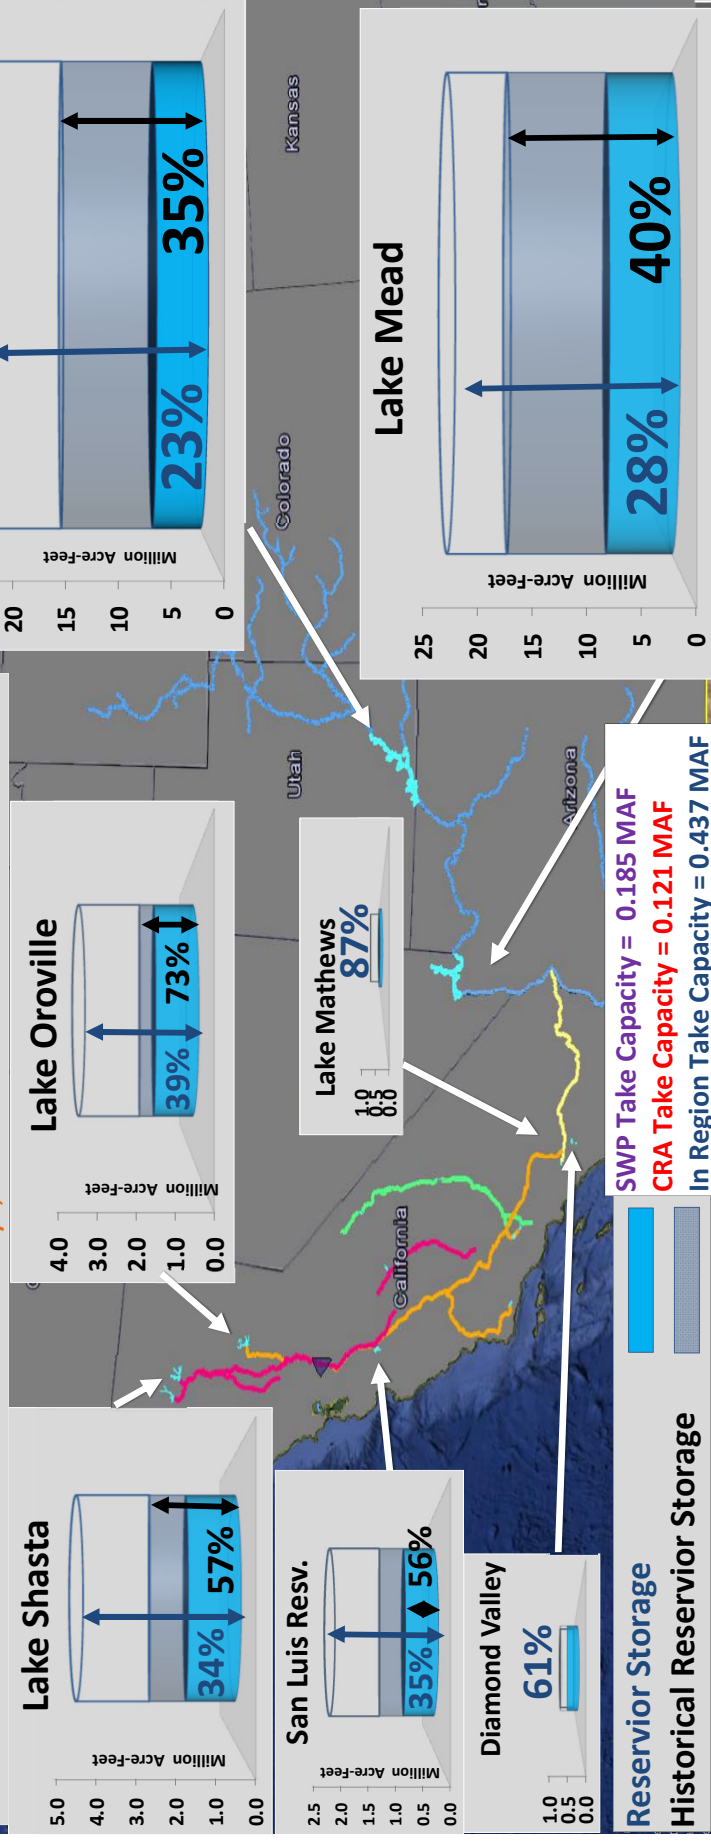 Lake Shasta
5.0
4.0
3.0
2.0
1.0
0.0
Million Acre-Feet
34%
57%
Lake Oroville
4.0
3.0
2.0
1.0
0.0
Million Acre-Feet
39%
73%
20
15
10
5
0
Million Acre-Feet
23%
35%
San Luis Resv.
2.5
2.0
1.5
1.0
0.5
0.0
Million Acre-Feet
35%
56%
Lake Mathews
1.0
0.5
0.0
87%
Lake Mead
25
20
15
10
5
0
Million Acre-Feet
28%
40%
Diamond Valley
1.0
0.5
0.0
61%
California
Utah
Colorado
Kansas
Arizona
Reservior Storage
Historical Reservior Storage
SWP Take Capacity = 0.185 MAF
CRA Take Capacity = 0.121 MAF
In Region Take Capacity = 0.437 MAF